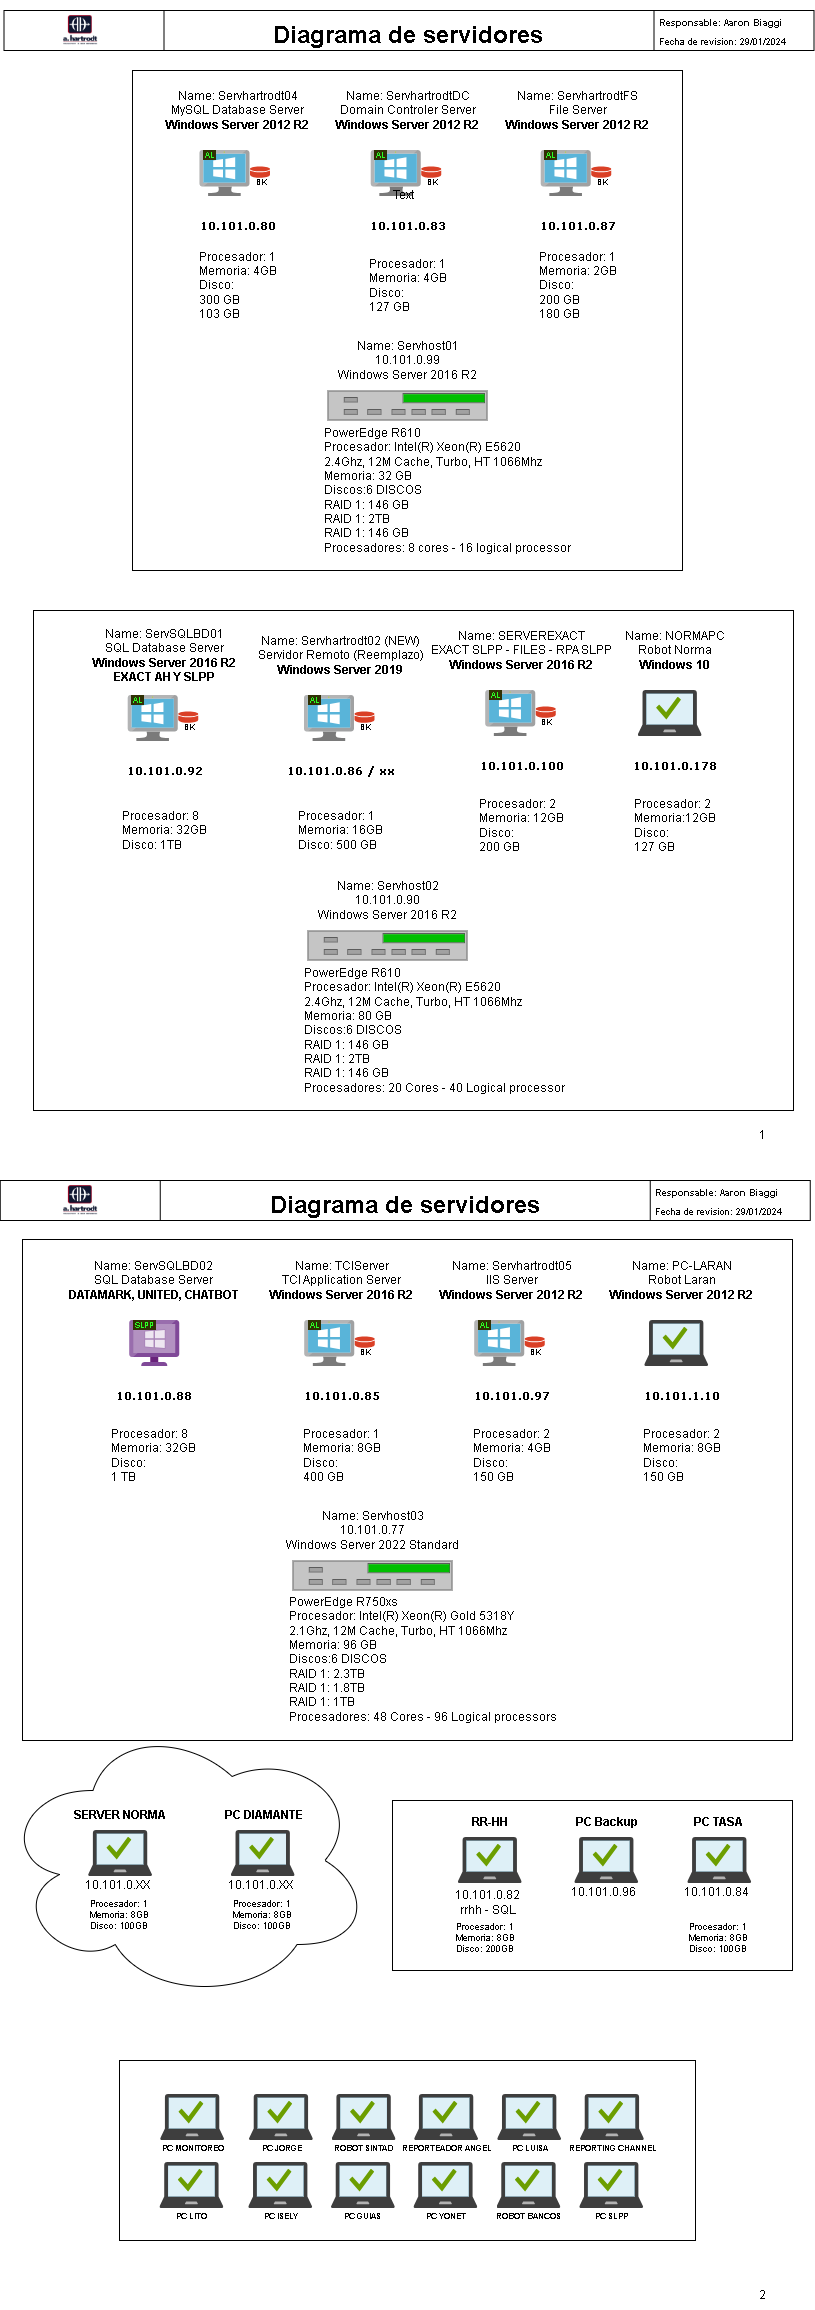 a. hartrodt
Diagrama de servidores
Responsable: Aaron Biaggi
Fecha de revision: 29/01/2024
Name: Servhartrodt04
MySQL Database Server
Windows Server 2012 R2
AL
BK
10.101.0.80
Procesador: 1
Memoria: 4GB
Disco:
300 GB
103 GB
Name: ServhartrodtDC
Domain Controler Server
Windows Server 2012 R2
AL
BK
Text
10.101.0.83
Procesador: 1
Memoria: 4GB
Disco:
127 GB
Name: ServhartrodtFS
File Server
Windows Server 2012 R2
AL
BK
10.101.0.87
Procesador: 1
Memoria: 2GB
Disco:
200 GB
180 GB
Name: Servhost01
10.101.0.99
Windows Server 2016 R2
PowerEdge R610
Procesador: Intel(R) Xeon(R) E5620
2.4Ghz, 12M Cache, Turbo, HT 1066Mhz
Memoria: 32 GB
Discos:6 DISCOS
RAID 1: 146 GB
RAID 1: 2TB
RAID 1: 146 GB
Procesadores: 8 cores - 16 logical processor
Name: ServSQLBD01
SQL Database Server
Windows Server 2016 R2
EXACT AH Y SLPP
AL
BK
10.101.0.92
Procesador: 8
Memoria: 32GB
Disco: 1TB
Name: Servhartrodt02 (NEW)
Servidor Remoto (Reemplazo)
Windows Server 2019
AL
BK
10.101.0.86 / xx
Procesador: 1
Memoria: 16GB
Disco: 500 GB
Name: SERVEREXACT
EXACT SLPP - FILES - RPA SLPP
Windows Server 2016 R2
AL
BK
10.101.0.100
Procesador: 2
Memoria: 12GB
Disco:
200 GB
Name: NORMAPC
Robot Norma
Windows 10
10.101.0.178
Procesador: 2
Memoria:12GB
Disco:
127 GB
Name: Servhost02
10.101.0.90
Windows Server 2016 R2
PowerEdge R610
Procesador: Intel(R) Xeon(R) E5620
2.4Ghz, 12M Cache, Turbo, HT 1066Mhz
Memoria: 80 GB
Discos:6 DISCOS
RAID 1: 146 GB
RAID 1: 2TB
RAID 1: 146 GB
Procesadores: 20 Cores - 40 Logical processor
1
a. hartrodt
Diagrama de servidores
Responsable: Aaron Biaggi
Fecha de revision: 29/01/2024
Name: ServSQLBD02
SQL Database Server
DATAMARK, UNITED, CHATBOT
SLPP
10.101.0.88
Procesador: 8
Memoria: 32GB
Disco:
1 TB
Name: TCIServer
TCI Application Server
Windows Server 2016 R2
AL
BK
10.101.0.85
Procesador: 1
Memoria: 8GB
Disco:
400 GB
Name: Servhartrodt05
IIS Server
Windows Server 2012 R2
AL
BK
10.101.0.97
Procesador: 2
Memoria: 4GB
Disco:
150 GB
Name: PC-LARAN
Robot Laran
Windows Server 2012 R2
10.101.1.10
Procesador: 2
Memoria: 8GB
Disco:
150 GB
Name: Servhost03
10.101.0.77
Windows Server 2022 Standard
PowerEdge R750xs
Procesador: Intel(R) Xeon(R) Gold 5318Y
2.1Ghz, 12M Cache, Turbo, HT 1066Mhz
Memoria: 96 GB
Discos:6 DISCOS
RAID 1: 2.3TB
RAID 1: 1.8TB
RAID 1: 1TB
Procesadores: 48 Cores - 96 Logical processors
SERVER NORMA
10.101.0.XX
Procesador: 1
Memoria: 8GB
Disco: 100GB
PC DIAMANTE
10.101.0.XX
Procesador: 1
Memoria: 8GB
Disco: 100GB
RR-HH
10.101.0.82
rrhh - SQL
Procesador: 1
Memoria: 8GB
Disco: 200GB
PC Backup
10.101.0.96
PC TASA
10.101.0.84
Procesador: 1
Memoria: 8GB
Disco: 100GB
PC MONITOREO
PC JORGE
ROBOT SINTAD
REPORTEADOR ANGEL
PC LUISA
REPORTING CHANNEL
PC LITO
PC ISELY
PC GUIAS
PC YONET
ROBOT BANCOS
PC SLPP
2